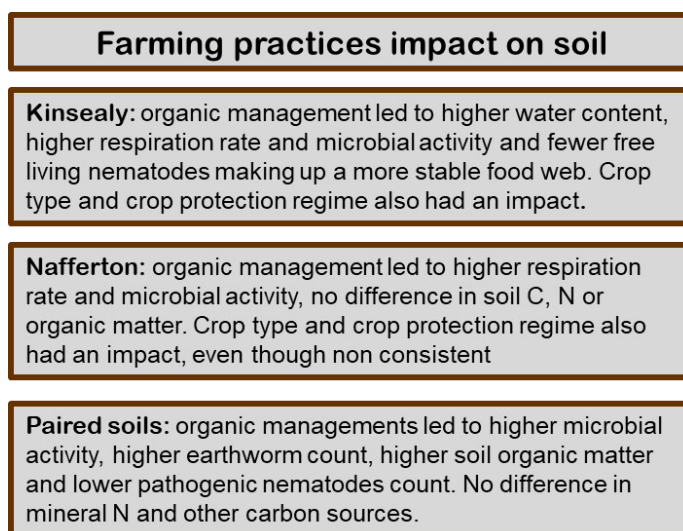 Farming practices impact on soil
Kinsealy: organic management led to higher water content,
higher respiration rate and microbial activity and fewer free
living nematodes making up a more stable food web. Crop
type and crop protection regime also had an impact.
Nafferton: organic management led to higher respiration
rate and microbial activity, no difference in soil C, N or
organic matter. Crop type and crop protection regime also
had an impact, even though non consistent
Paired soils: organic managements led to higher microbial
activity, higher earthworm count, higher soil organic matter
and lower pathogenic nematodes count. No difference in
mineral N and other carbon sources.